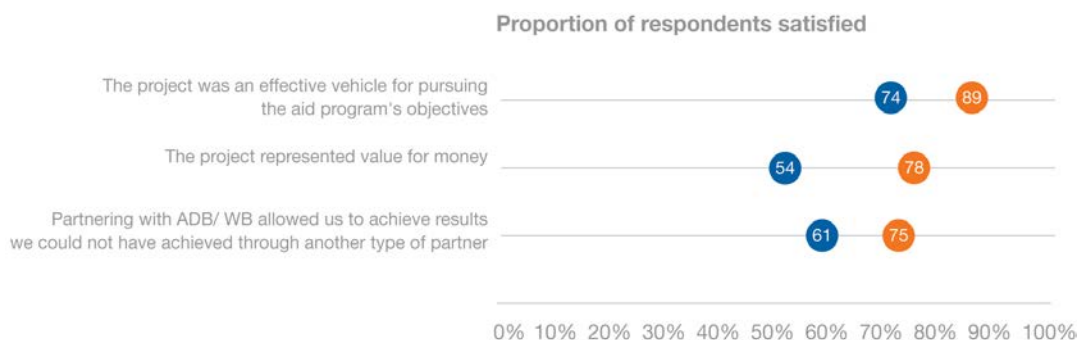 Proportion of respondents satisfied
The project was an effective vehicle for pursuing
the aid program's objectives
74 89
The project represented value for money
54 78
Partnering with ADB/ WB allowed us to achieve results
we could not have achieved through another type of partner
61 75
0% 10% 20% 30% 40% 50% 60% 70% 80% 90% 100%